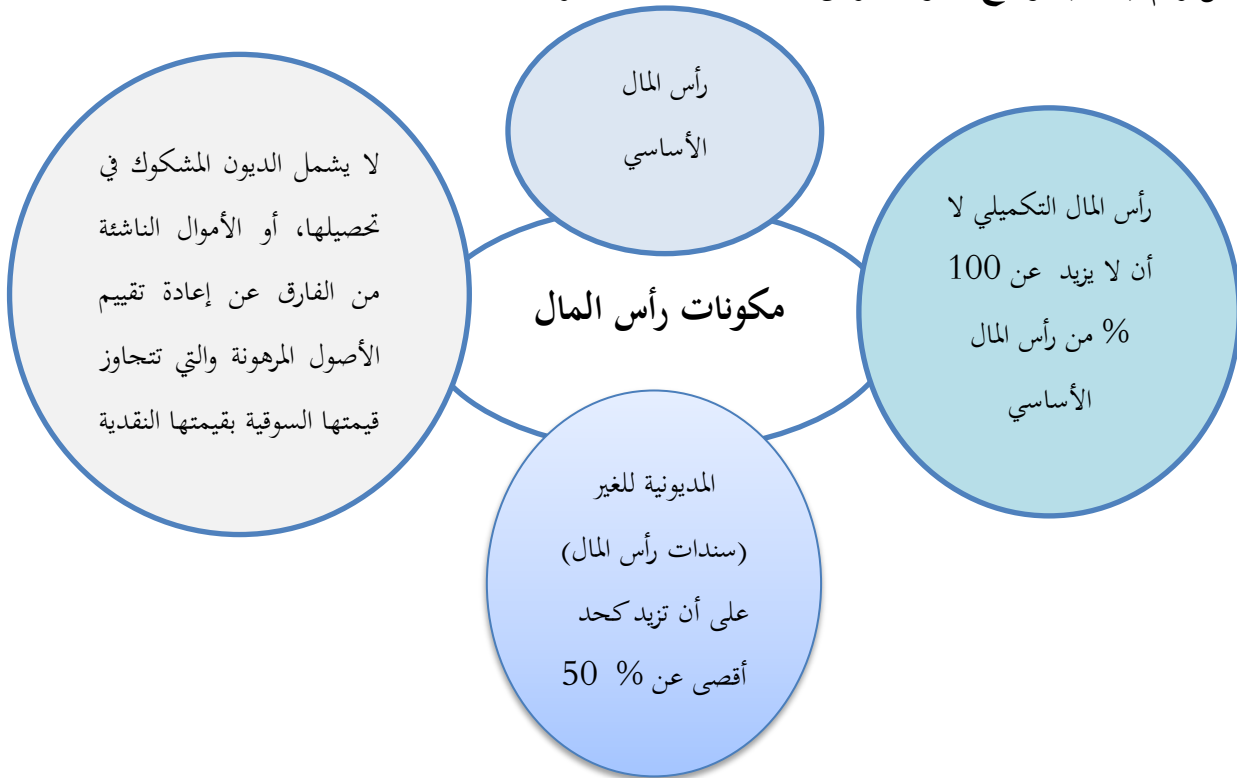 رأس المال
الأساسي
رأس المال التكميلي لا
أن لا يزيد عن 100
% من رأس المال
الأساسي
مكونات رأس المال
لا يشمل الديون المشكوك في
تحصيلها، أو الأموال الناشئة
من الفارق عن إعادة تقييم
الأصول المرهونة والتي تتجاوز
قيمتها السوقية بقيمتها النقدية
المديونية للغير
(سندات رأس المال)
على أن تزيد كحد
أقصى عن % 50